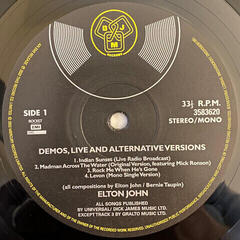 DJM
SIDE 1
33⅓ R.P.M.
3583620
STEREO/MONO
ROCKET
EMI
DEMOS, LIVE AND ALTERNATIVE VERSIONS
1. Indian Sunset (Live Radio Broadcast)
2. Madman Across The Water (Original Version, featuring Mick Ronson)
3. Rock Me When He's Gone
4. Levon (Mono Single Version)
(all compositions by Elton John / Bernie Taupin)
ELTON JOHN
ALL SONGS PUBLISHED
BY UNIVERSAL/ DICK JAMES MUSIC LTD.
EXCEPT TRACK 3 BY GRALTO MUSIC LTD.